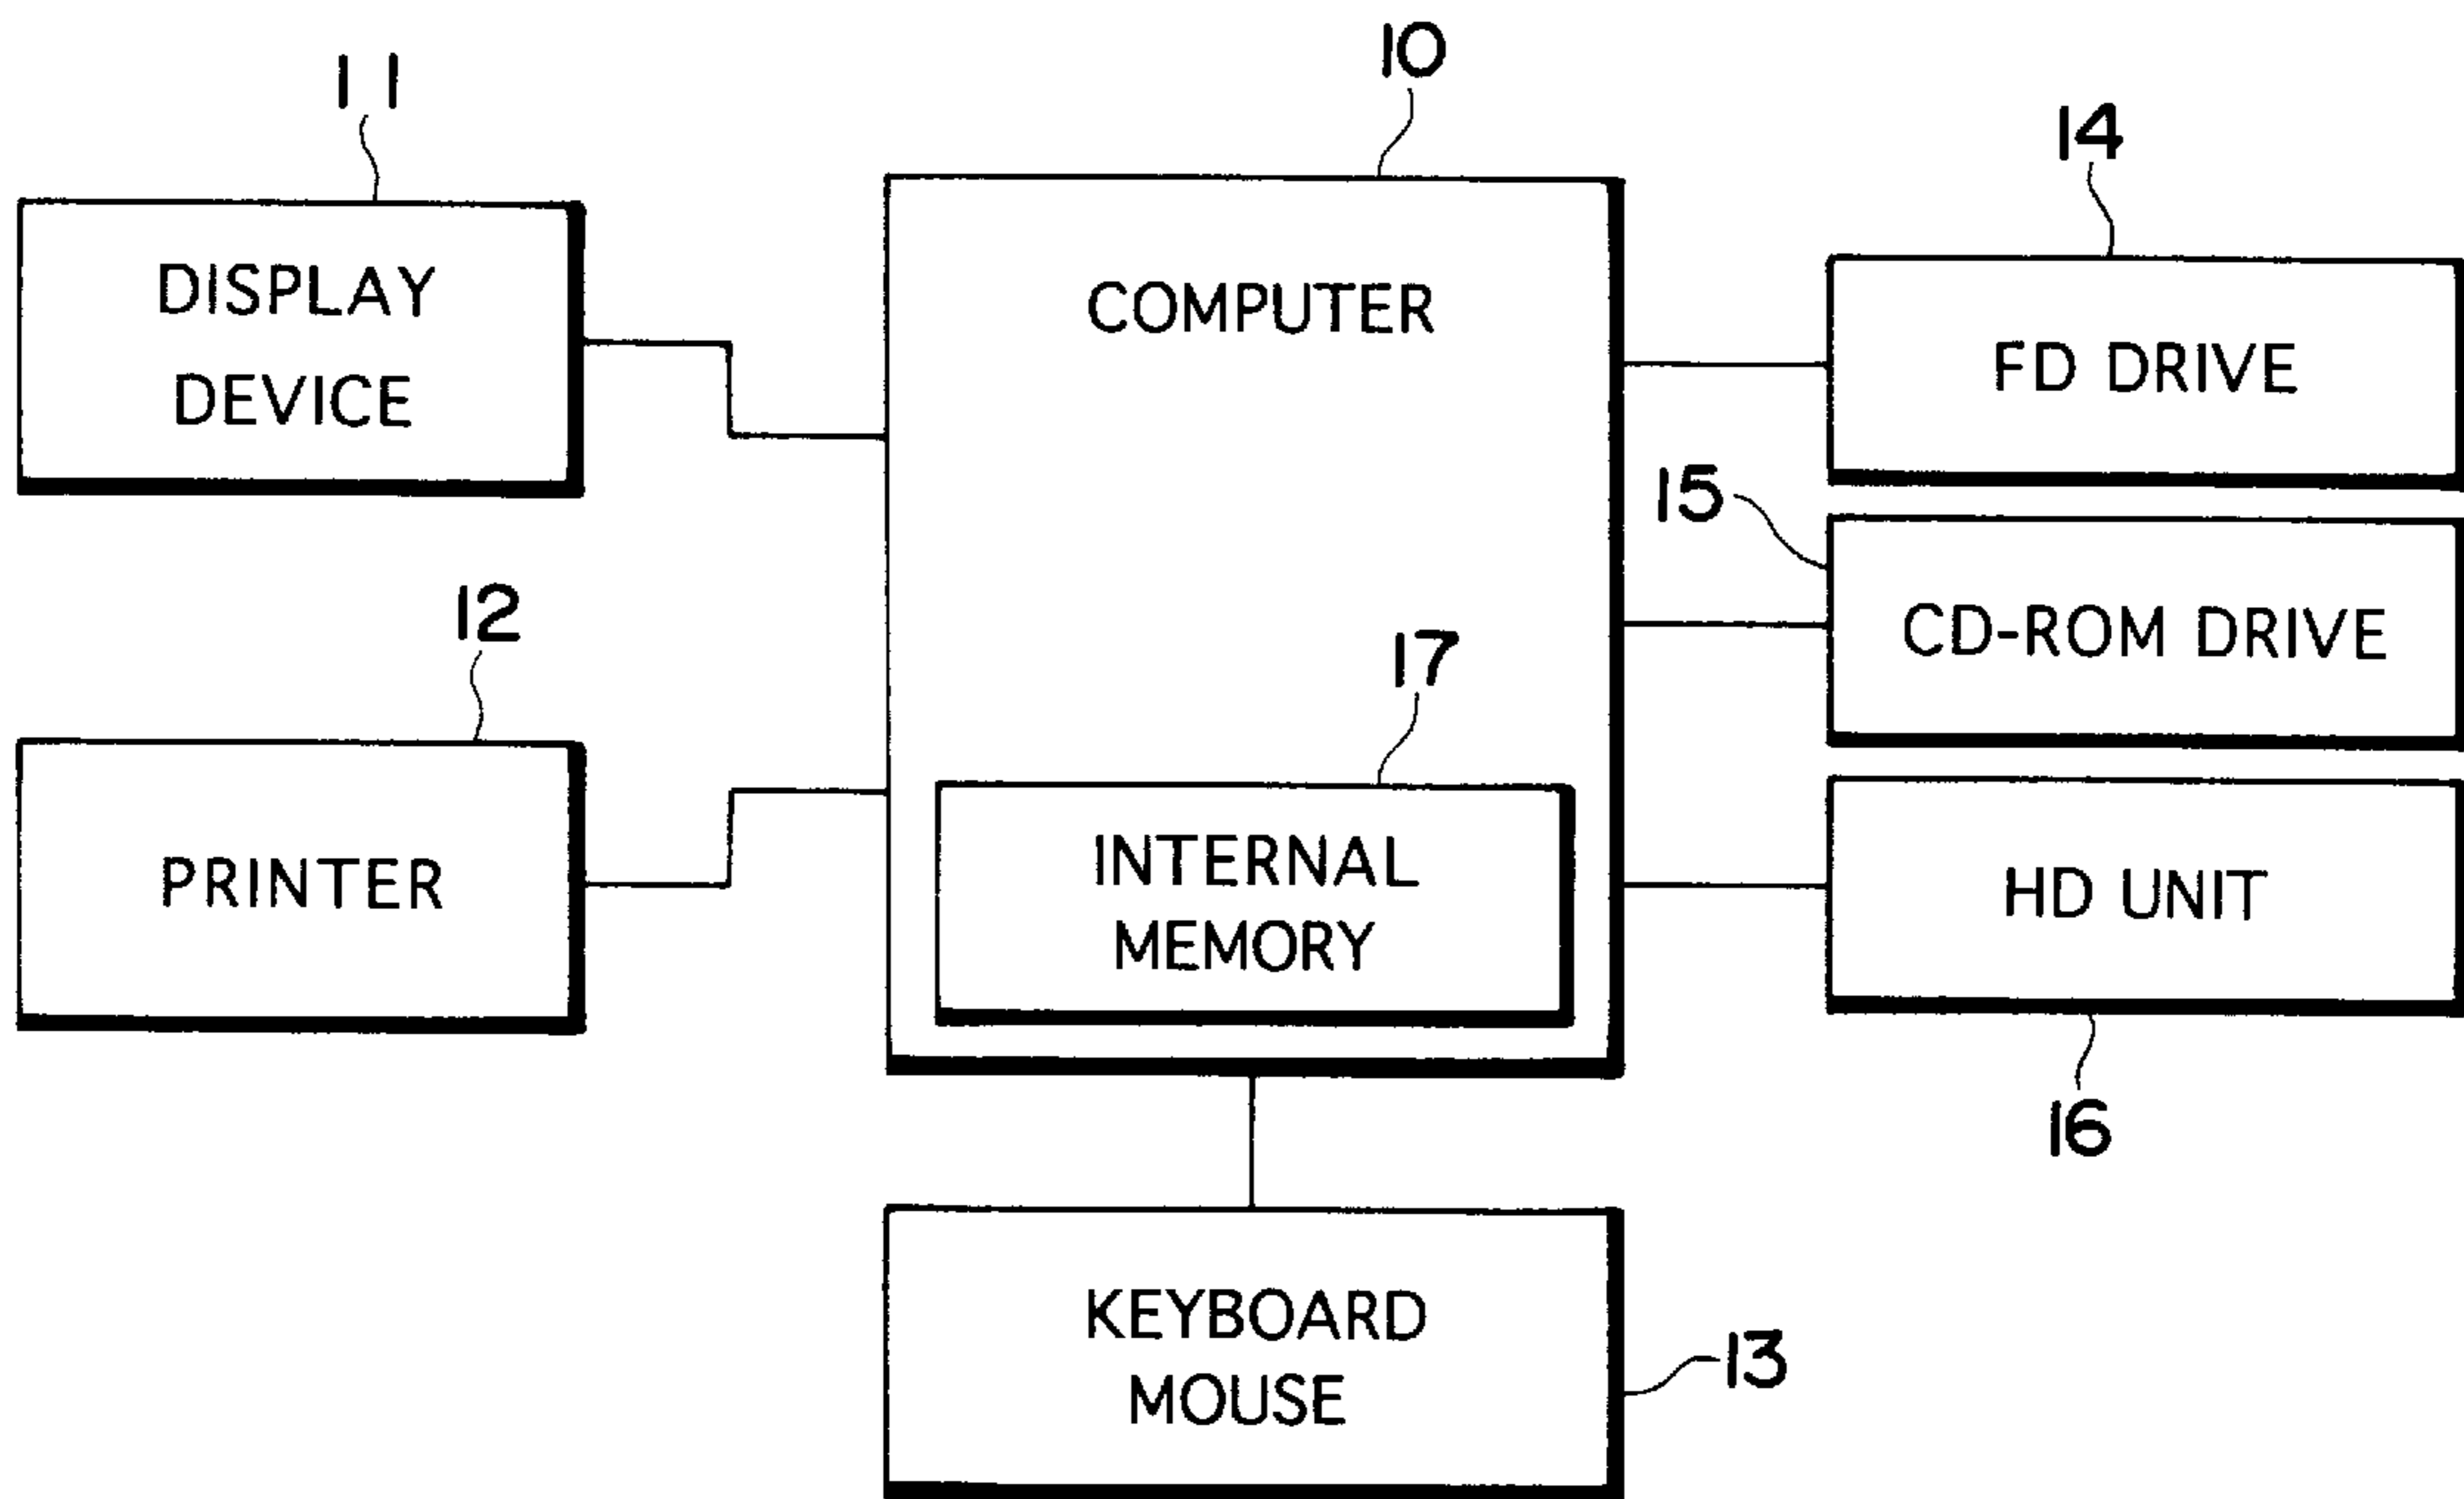 11
DISPLAY
DEVICE
12
PRINTER
10
COMPUTER
17
INTERNAL
MEMORY
14
FD DRIVE
15
CD-ROM DRIVE
HD UNIT
16
KEYBOARD
MOUSE
13